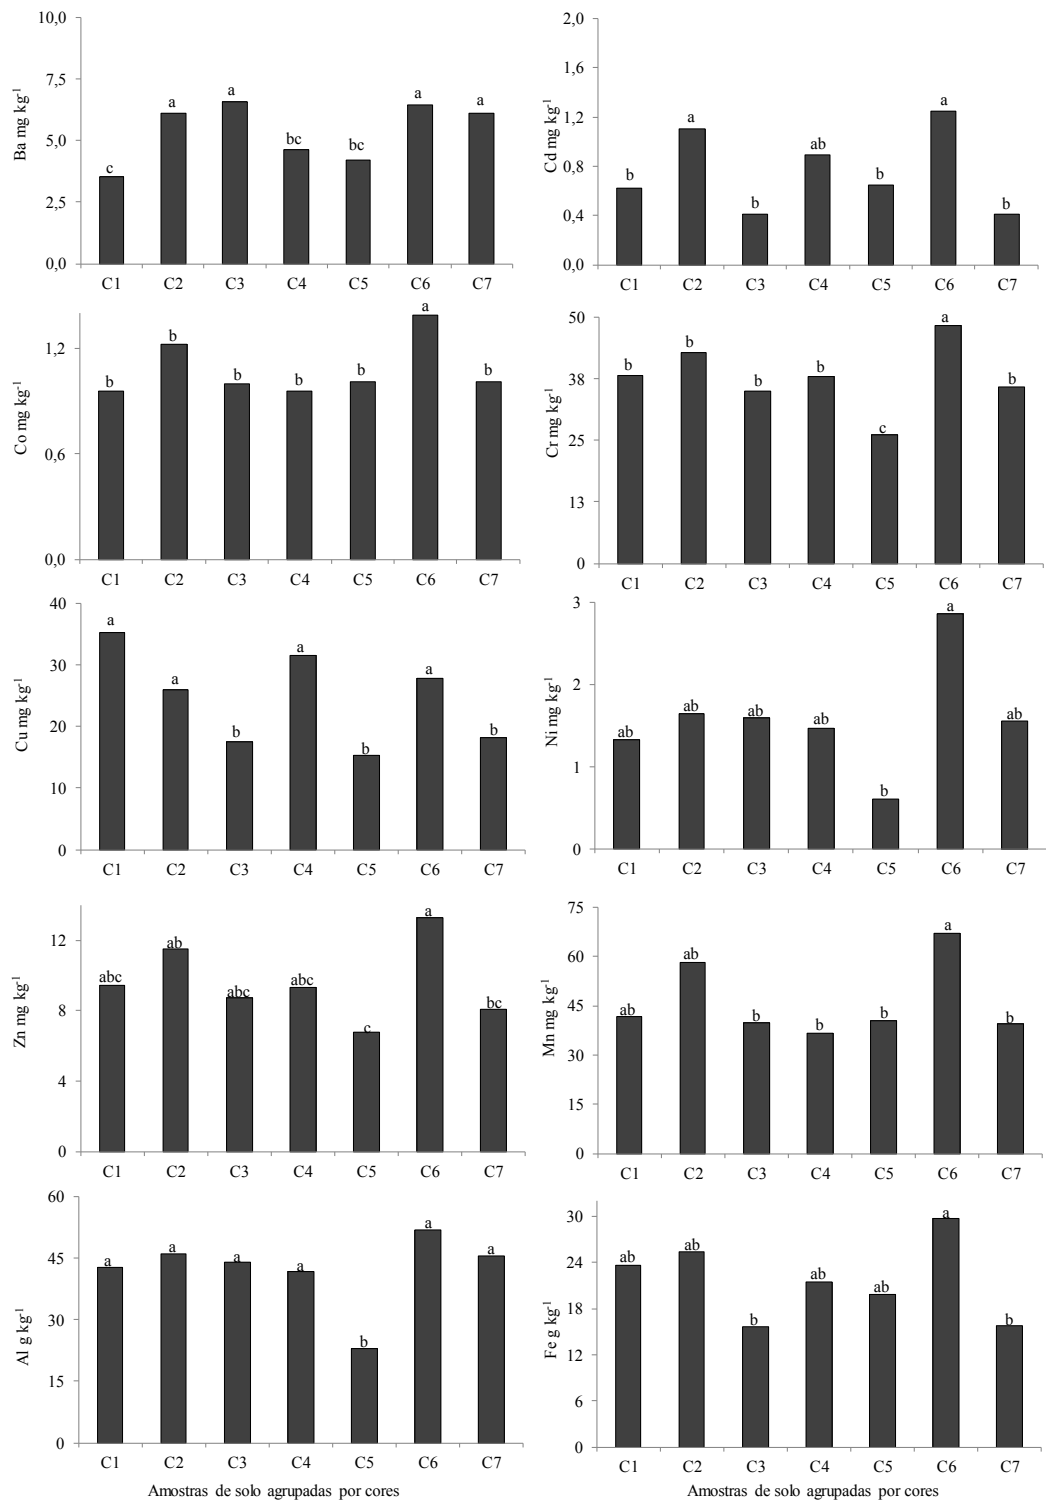 Ba mg kg⁻¹
10,0
7,5
5,0
2,5
0,0
c
a
a
bc
bc
a
a
C1 C2 C3 C4 C5 C6 C7
Cd mg kg⁻¹
2,0
1,6
1,2
0,8
0,4
0,0
b
a
b
ab
b
a
b
C1 C2 C3 C4 C5 C6 C7
Co mg kg⁻¹
1,2
0,6
0,0
b
b
b
b
b
a
b
C1 C2 C3 C4 C5 C6 C7
Cr mg kg⁻¹
50
38
25
13
0
b
b
b
b
c
a
b
C1 C2 C3 C4 C5 C6 C7
Cu mg kg⁻¹
40
30
20
10
0
a
a
b
a
b
a
b
C1 C2 C3 C4 C5 C6 C7
Ni mg kg⁻¹
3
2
1
0
ab
ab
ab
ab
b
a
ab
C1 C2 C3 C4 C5 C6 C7
Zn mg kg⁻¹
12
8
4
0
abc
ab
abc
abc
c
a
bc
C1 C2 C3 C4 C5 C6 C7
Mn mg kg⁻¹
75
60
45
30
15
0
ab
ab
b
b
b
a
b
C1 C2 C3 C4 C5 C6 C7
Al g kg⁻¹
60
45
30
15
0
a
a
a
a
b
a
a
C1 C2 C3 C4 C5 C6 C7
Amostras de solo agrupadas por cores
Fe g kg⁻¹
30
24
18
12
6
0
ab
ab
b
ab
ab
a
b
C1 C2 C3 C4 C5 C6 C7
Amostras de solo agrupadas por cores